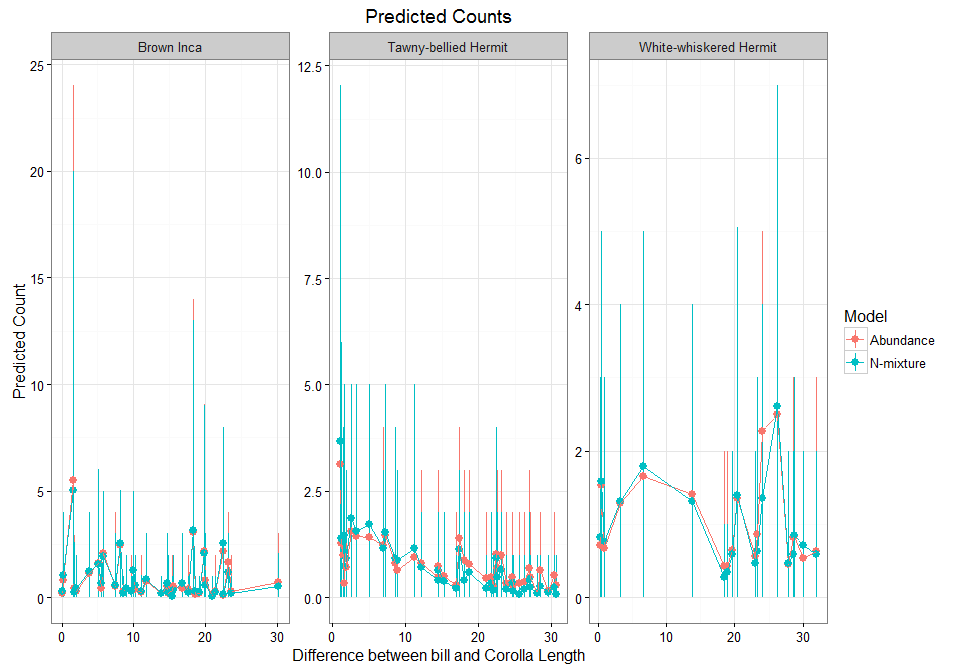 Predicted Counts
Brown Inca
Tawny-bellied Hermit
White-whiskered Hermit
Predicted Count
25
20
15
10
5
0
12.5
10.0
7.5
5.0
2.5
0.0
6
4
2
0
0 10 20 30
0 10 20 30
0 10 20 30
Difference between bill and Corolla Length
Model
Abundance
N-mixture